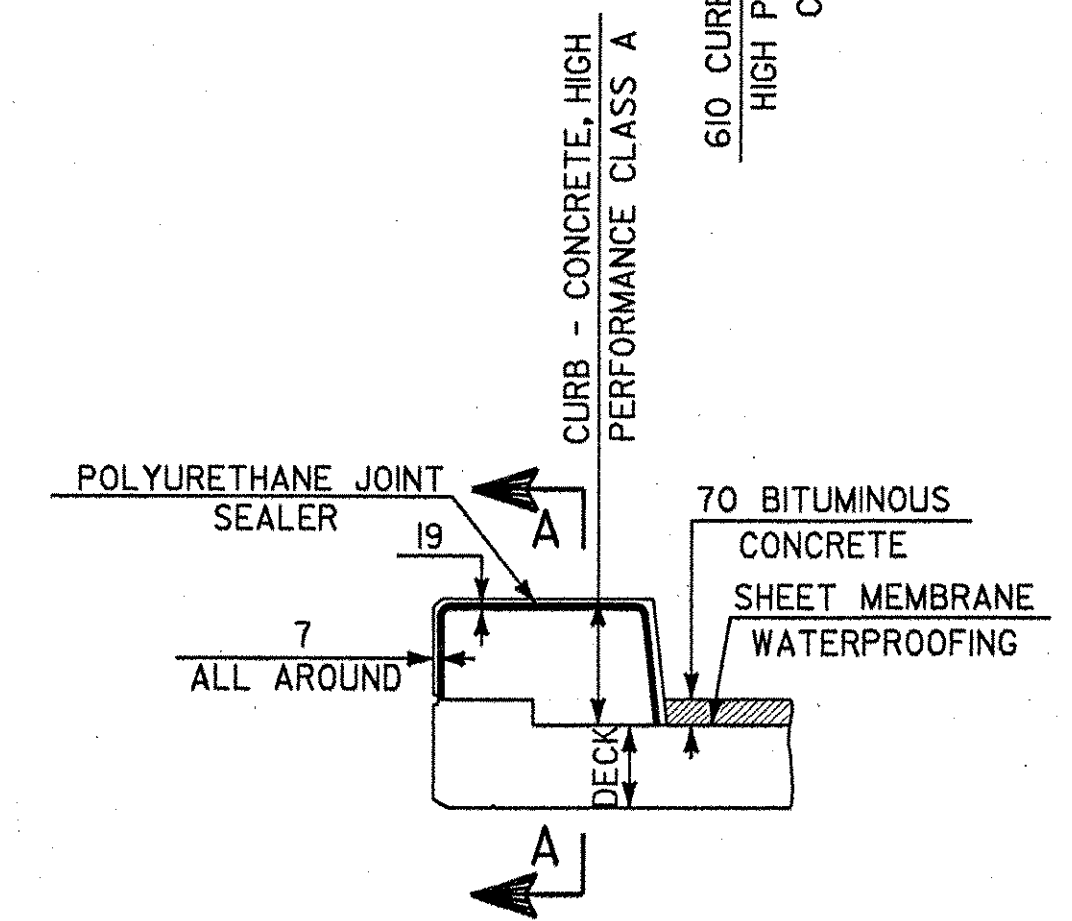 610 CURB
HIGH P
C
CURB - CONCRETE, HIGH
PERFORMANCE CLASS A
POLYURETHANE JOINT
SEALER
A
70 BITUMINOUS
CONCRETE
19
SHEET MEMBRANE
WATERPROOFING
7
ALL AROUND
DECK
A